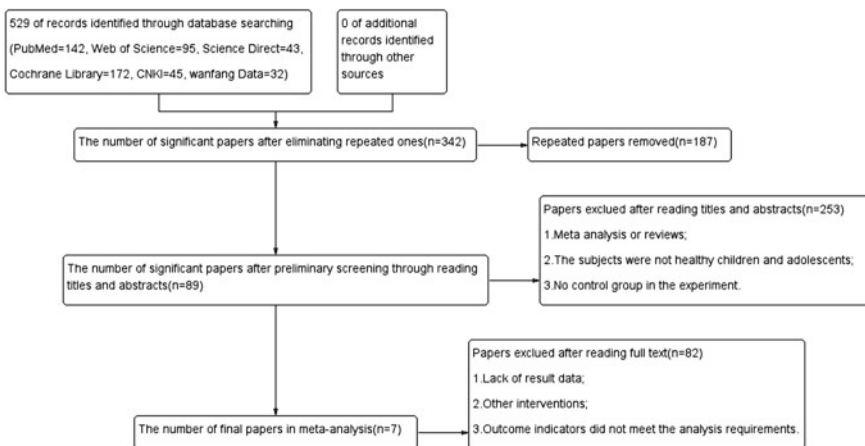 529 of records identified through database searching
(PubMed=142, Web of Science=95, Science Direct=43,
Cochrane Library=172, CNKI=45, wanfang Data=32)
0 of additional
records identified
through other
sources
The number of significant papers after eliminating repeated ones(n=342)
Repeated papers removed(n=187)
Papers exclued after reading titles and abstracts(n=253)
1.Meta analysis or reviews;
2.The subjects were not healthy children and adolescents;
3.No control group in the experiment.
The number of significant papers after preliminary screening through reading
titles and abstracts(n=89)
Papers exclued after reading full text(n=82)
1.Lack of result data;
2.Other interventions;
3.Outcome indicators did not meet the analysis requirements.
The number of final papers in meta-analysis(n=7)